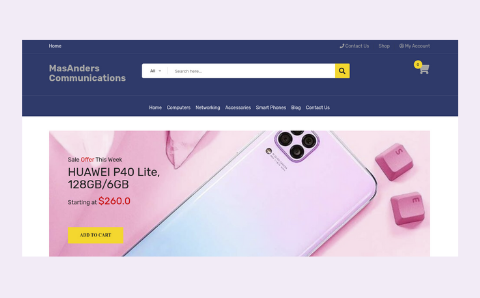 Home
Contact Us Shop My Account
MasAnders
Communications
All
Search here...
0
Home Computers Networking Accessories Smart Phones Blog Contact Us
Sale Offer This Week
HUAWEI P40 Lite,
128GB/6GB
Starting at $260.0
ADD TO CART
S
E